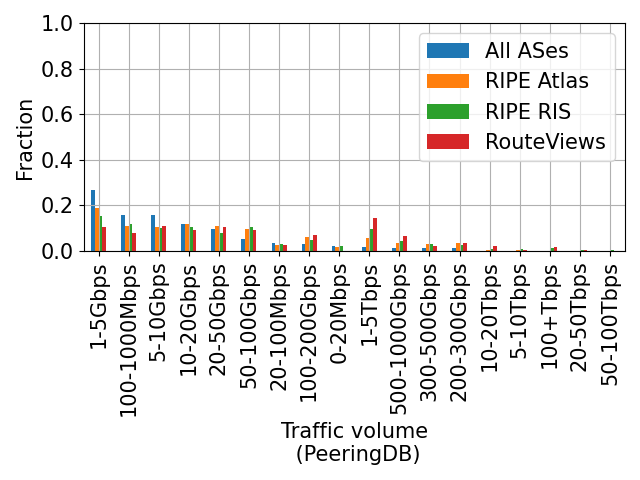 1.0
0.8
0.6
0.4
0.2
0.0
Fraction
All ASes
RIPE Atlas
RIPE RIS
RouteViews
1-5Gbps
100-1000Mbps
5-10Gbps
10-20Gbps
20-50Gbps
50-100Gbps
20-100Mbps
100-200Gbps
0-20Mbps
1-5Tbps
500-1000Gbps
300-500Gbps
200-300Gbps
10-20Tbps
5-10Tbps
100+Tbps
20-50Tbps
50-100Tbps
Traffic volume
(PeeringDB)